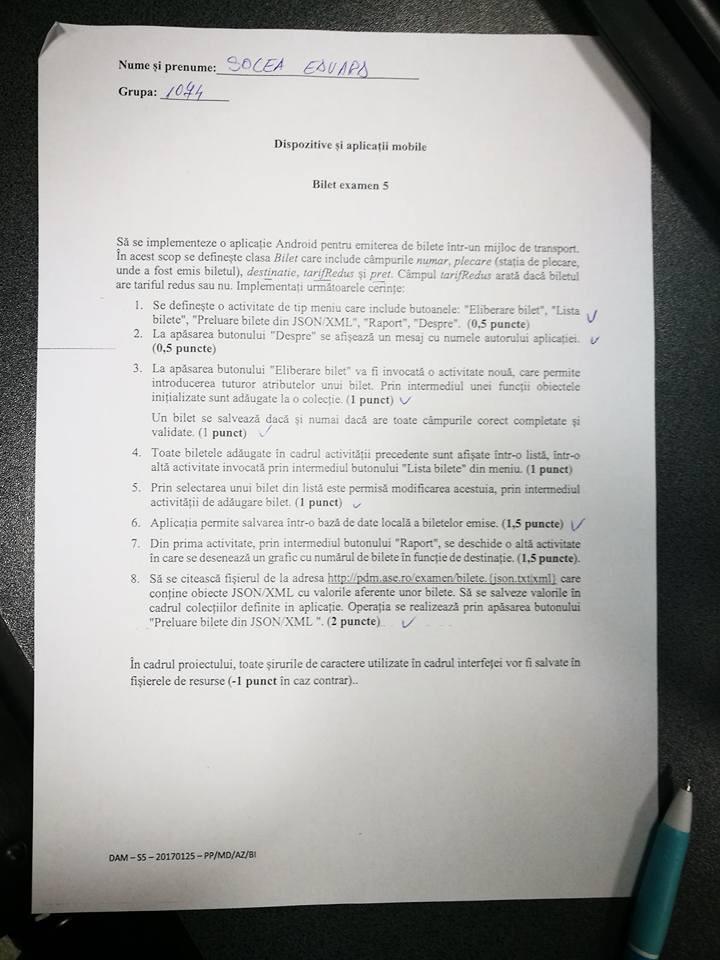 Nume și prenume: SOCEA EDUARD
Grupa: 1074
Dispozitive și aplicații mobile
Bilet examen 5
Să se implementeze o aplicație Android pentru emiterea de bilete într-un mijloc de transport.
În acest scop se definește clasa Bilet care include câmpurile numar, plecare (stația de plecare,
unde a fost emis biletul), destinatie, tarifRedus și pret. Câmpul tarifRedus arată dacă biletul
are tariful redus sau nu. Implementați următoarele cerințe:
1. Se definește o activitate de tip meniu care include butoanele: "Eliberare bilet", "Lista
bilete", "Preluare bilete din JSON/XML", "Raport", "Despre". (0,5 puncte)
2. La apăsarea butonului "Despre" se afișează un mesaj cu numele autorului aplicației.
(0,5 puncte)
3. La apăsarea butonului "Eliberare bilet" va fi invocată o activitate nouă, care permite
introducerea tuturor atributelor unui bilet. Prin intermediul unei funcții obiectele
inițializate sunt adăugate la o colecție. (1 punct)
Un bilet se salvează dacă și numai dacă are toate câmpurile corect completate și
validate. (1 punct)
4. Toate biletele adăugate în cadrul activității precedente sunt afișate într-o listă, într-o
altă activitate invocată prin intermediul butonului "Lista bilete" din meniu. (1 punct)
5. Prin selectarea unui bilet din listă este permisă modificarea acestuia, prin intermediul
activității de adăugare bilet. (1 punct)
6. Aplicația permite salvarea într-o bază de date locală a biletelor emise. (1,5 puncte)
7. Din prima activitate, prin intermediul butonului "Raport", se deschide o altă activitate
în care se desenează un grafic cu numărul de bilete în funcție de destinație. (1,5 puncte).
8. Să se citească fișierul de la adresa http://pdm.ase.ro/examen/bilete.{json.txt|xml} care
conține obiecte JSON/XML cu valorile aferente unor bilete. Să se salveze valorile în
cadrul colecțiilor definite in aplicație. Operația se realizează prin apăsarea butonului
"Preluare bilete din JSON/XML ". (2 puncte)
În cadrul proiectului, toate șirurile de caractere utilizate în cadrul interfeței vor fi salvate în
fișierele de resurse (-1 punct în caz contrar)..
DAM – S5 – 20170125 – PP/MD/AZ/BI